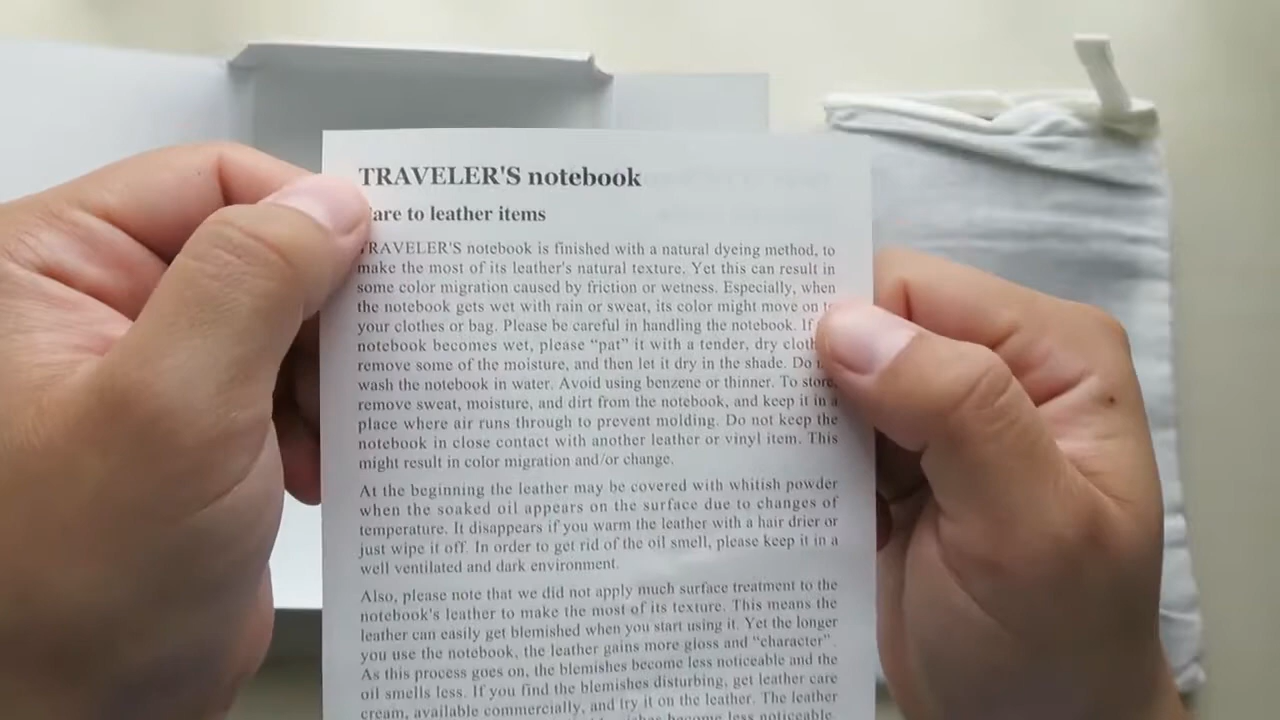 TRAVELER'S notebook
are to leather items
TRAVELER'S notebook is finished with a natural dyeing method, to
make the most of its leather's natural texture. Yet this can result in
some color migration caused by friction or wetness. Especially, when
the notebook gets wet with rain or sweat, its color might move on
your clothes or bag. Please be careful in handling the notebook. If
notebook becomes wet, please “pat” it with a tender, dry cloth
remove some of the moisture, and then let it dry in the shade. Do
wash the notebook in water. Avoid using benzene or thinner. To store,
remove sweat, moisture, and dirt from the notebook, and keep it in a
place where air runs through to prevent molding. Do not keep the
notebook in close contact with another leather or vinyl item. This
might result in color migration and/or change.
At the beginning the leather may be covered with whitish powder
when the soaked oil appears on the surface due to changes of
temperature. It disappears if you warm the leather with a hair drier or
just wipe it off. In order to get rid of the oil smell, please keep it in a
well ventilated and dark environment.
Also, please note that we did not apply much surface treatment to the
notebook's leather to make the most of its texture. This means the
leather can easily get blemished when you start using it. Yet the longer
you use the notebook, the leather gains more gloss and “character”.
As this process goes on, the blemishes become less noticeable and the
oil smells less. If you find the blemishes disturbing, get leather care
cream, available commercially, and try it on the leather. The leather
become less noticeable.